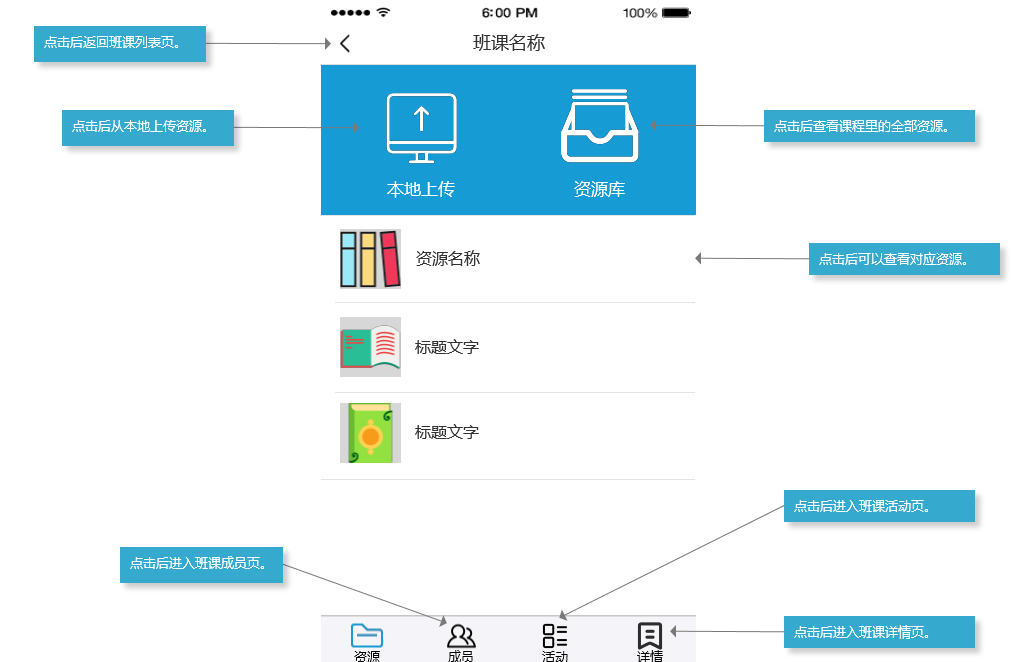 6:00 PM
100%
点击后返回班课列表页。
班课名称
点击后从本地上传资源。
点击后查看课程里的全部资源。
本地上传
资源库
资源名称
点击后可以查看对应资源。
标题文字
标题文字
点击后进入班课活动页。
点击后进入班课成员页。
点击后进入班课详情页。
资源
成员
活动
详情